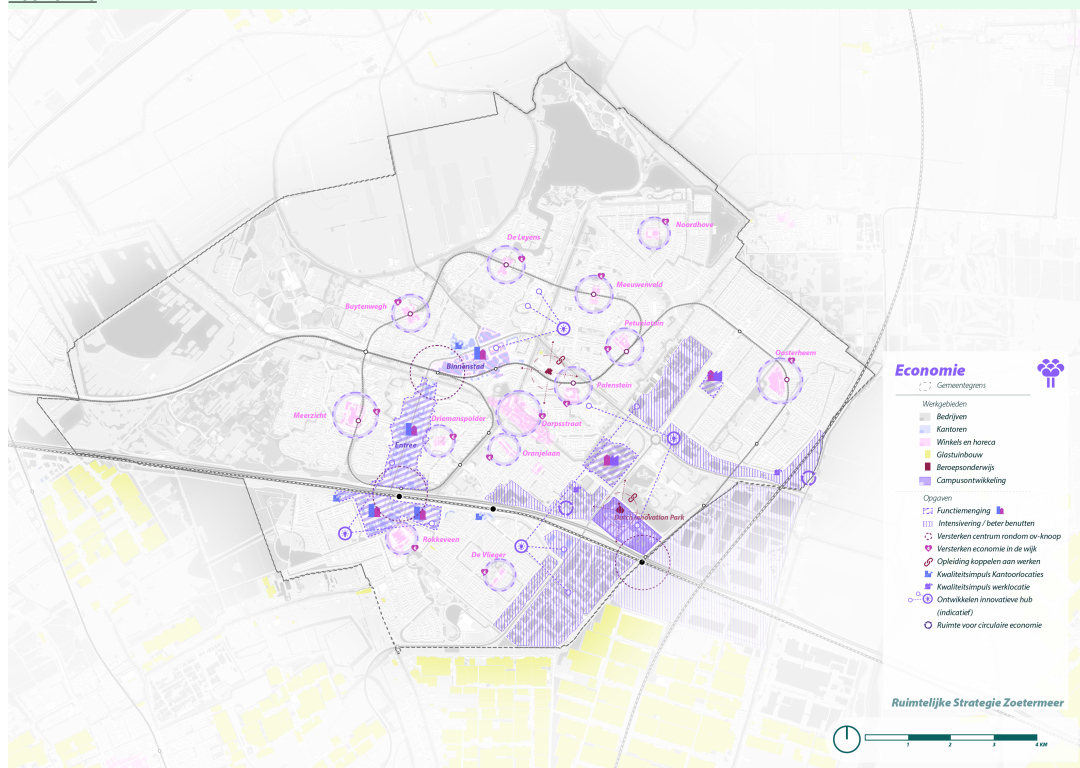 Noordhove
De Leyens
Meeuwenveld
Buytenwegh
Petuniatuin
Oosterheem
Binnenstad
Palenstein
Meerzicht
Driemanspolder
Dorpsstraat
Entree
Oranjelaan
Dutch Innovation Park
Rokkeveen
De Vlieger
Economie
Gemeentegrens
Werkgebieden
Bedrijven
Kantoren
Winkels en horeca
Glastuinbouw
Beroepsonderwijs
Campusontwikkeling
Opgaven
Functiemenging
Intensivering / beter benutten
Versterken centrum rondom ov-knoop
Versterken economie in de wijk
Opleiding koppelen aan werken
Kwaliteitsimpuls Kantoorlocaties
Kwaliteitsimpuls werklocatie
Ontwikkelen innovatieve hub
(indicatief)
Ruimte voor circulaire economie
Ruimtelijke Strategie Zoetermeer
1 2 3 4 KM